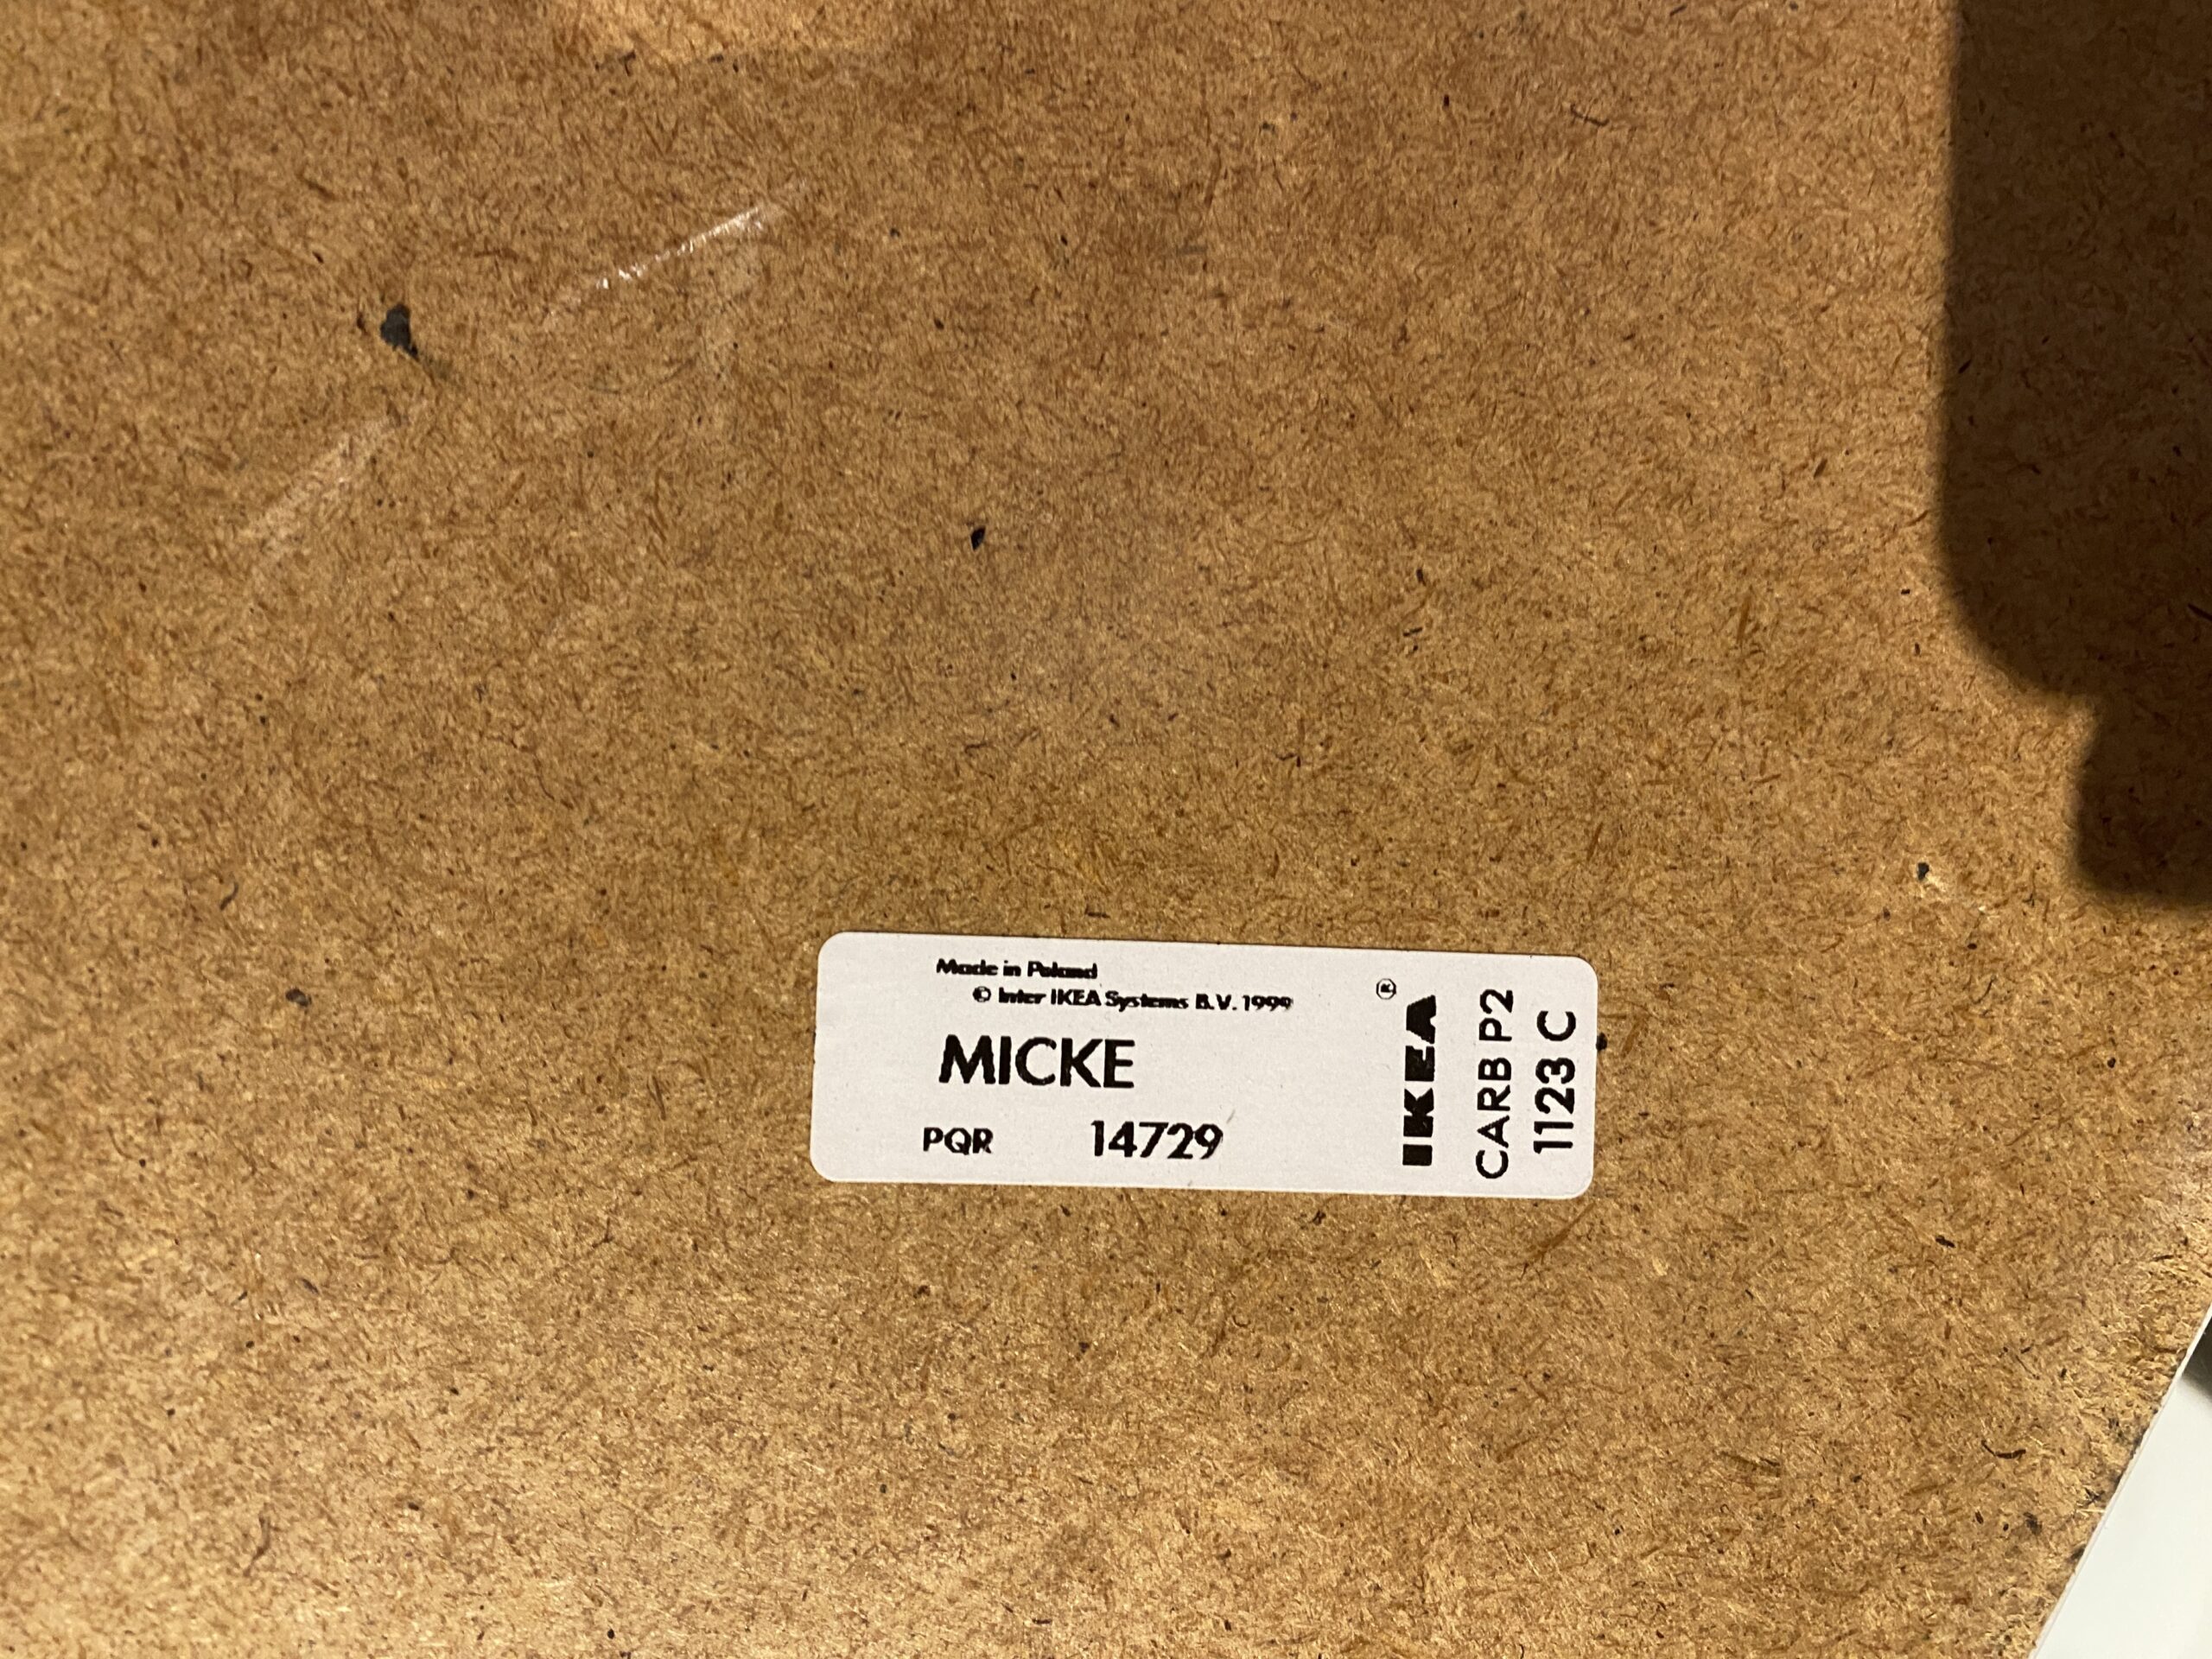 Made in Poland
© Inter IKEA Systems B.V. 1999
MICKE
PQR 14729
®
IKEA
CARB P2
1123 C